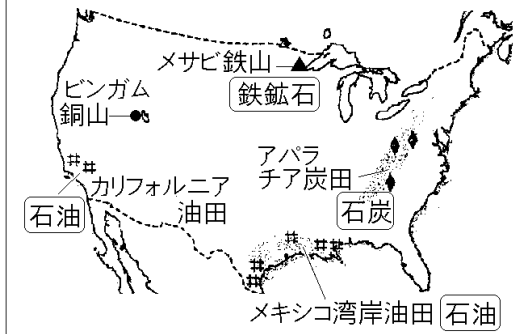 メサビ鉄山
鉄鉱石
ビンガム
銅山
アパラ
チア炭田
石炭
カリフォルニア
油田
石油
メキシコ湾岸油田
石油